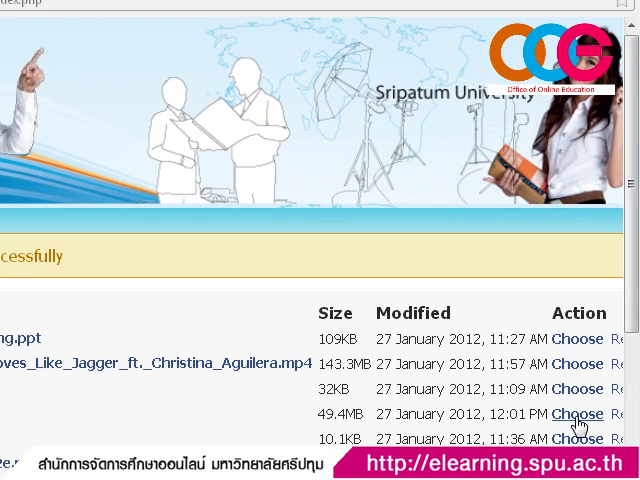 dex.php
Sripatum University
Office of Online Education
ccessfully
Size Modified Action
ng.ppt 109KB 27 January 2012, 11:27 AM Choose Re
oves_Like_Jagger_ft._Christina_Aguilera.mp4 143.3MB 27 January 2012, 11:57 AM Choose Re
32KB 27 January 2012, 11:09 AM Choose Re
49.4MB 27 January 2012, 12:01 PM Choose Re
10.1KB 27 January 2012, 11:36 AM Choose Re
สำนักการจัดการศึกษาออนไลน์ มหาวิทยาลัยศรีปทุม http://elearning.spu.ac.th